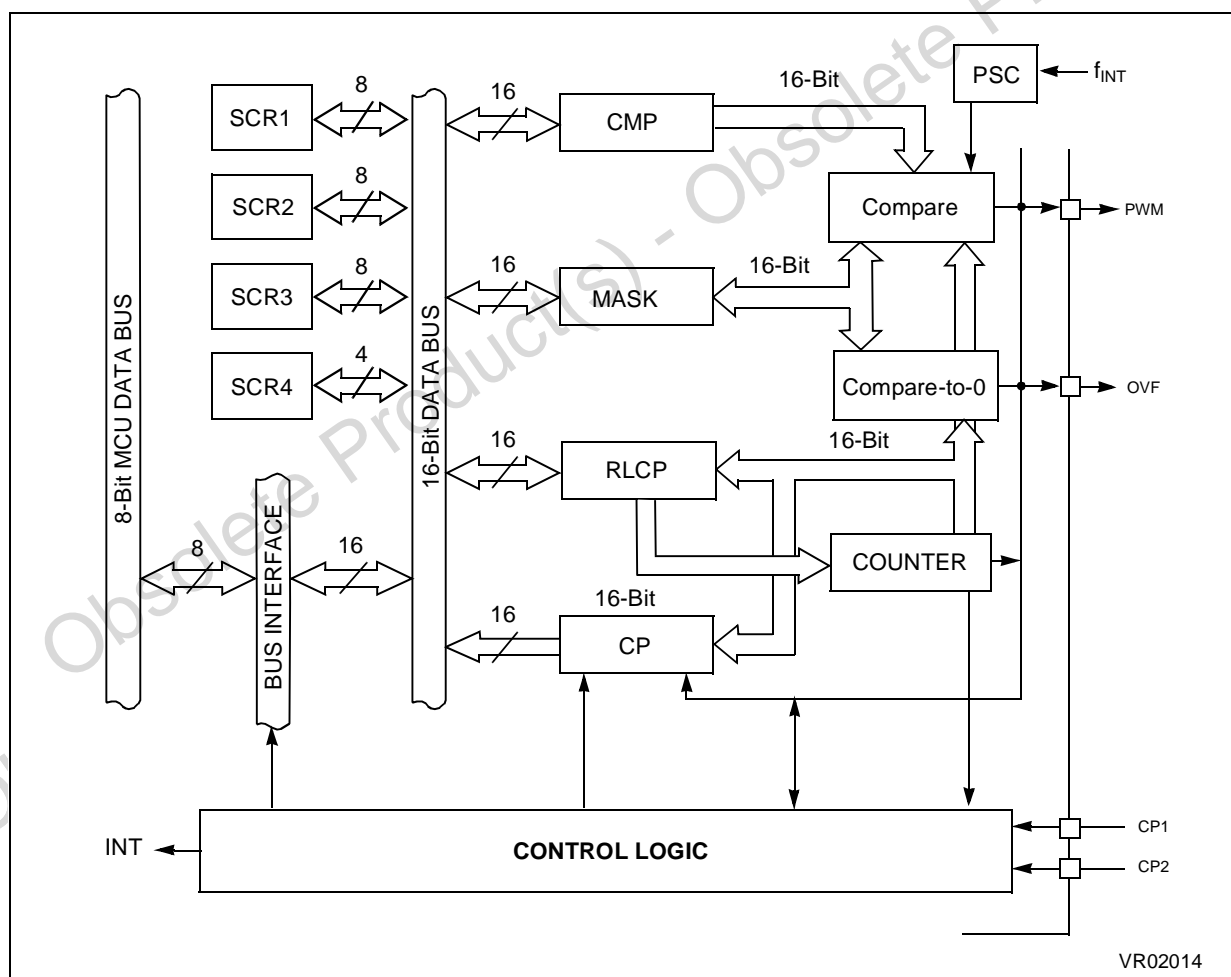 PSC
fINT
16-Bit
8
SCR1
16
CMP
8
SCR2
Compare
PWM
8
SCR3
16
MASK
16-Bit
4
SCR4
Compare-to-0
OVF
8-Bit MCU DATA BUS
16-Bit DATA BUS
16
RLCP
16-Bit
BUS INTERFACE
8
16
COUNTER
16-Bit
16
CP
INT
CONTROL LOGIC
CP1
CP2
VR02014
Obsolete Product(s) - Obsolete P